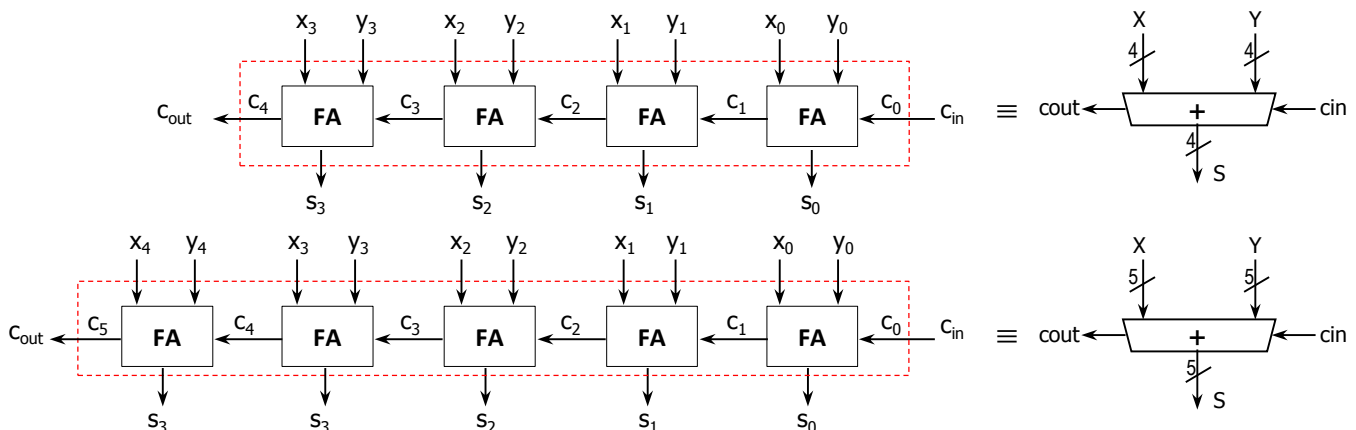 x3 y3 x2 y2 x1 y1 x0 y0 X Y
4 4
cout c4 FA c3 FA c2 FA c1 FA c0 cin ≡ cout + cin
4
s3 s2 s1 s0 S
x4 y4 x3 y3 x2 y2 x1 y1 x0 y0 X Y
5 5
cout c5 FA c4 FA c3 FA c2 FA c1 FA c0 cin ≡ cout + cin
5
s3 s3 s2 s1 s0 S